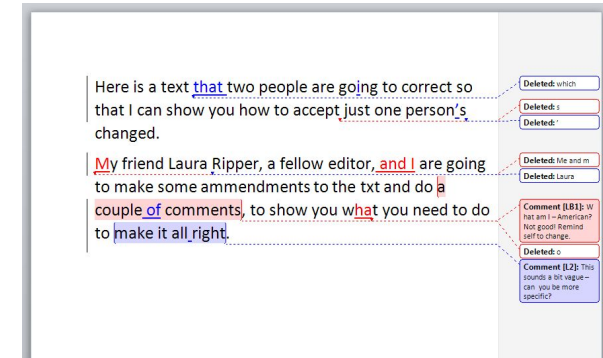 Here is a text that two people are going to correct so
that I can show you how to accept just one person's
changed.
My friend Laura Ripper, a fellow editor, and I are going
to make some ammendments to the txt and do a
couple of comments, to show you what you need to do
to make it all right.
Deleted: which
Deleted: s
Deleted: '
Deleted: Me and m
Deleted: Laura
Comment [LB1]: W
hat am I – American?
Not good! Remind
self to change.
Deleted: o
Comment [L2]: This
sounds a bit vague –
can you be more
specific?